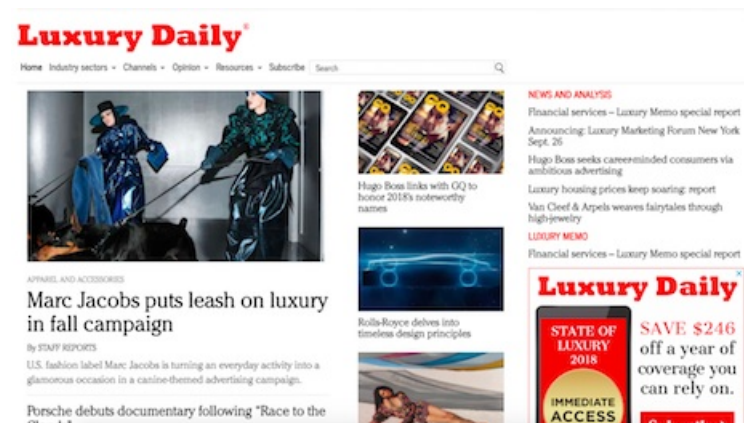 Luxury Daily®
Home Industry sectors Channels Opinion Resources Subscribe Search
APPAREL AND ACCESSORIES
Marc Jacobs puts leash on luxury
in fall campaign
By STAFF REPORTS
U.S. fashion label Marc Jacobs is turning an everyday activity into a
glamorous occasion in a canine-themed advertising campaign.
Porsche debuts documentary following "Race to the
GQ
Hugo Boss links with GQ to
honor 2018's noteworthy
names
Rolls-Royce delves into
timeless design principles
NEWS AND ANALYSIS
Financial services – Luxury Memo special report
Announcing: Luxury Marketing Forum New York
Sept. 26
Hugo Boss seeks career-minded consumers via
ambitious advertising
Luxury housing prices keep soaring: report
Van Cleef & Arpels weaves fairytales through
high-jewelry
LUXURY MEMO
Financial services – Luxury Memo special report
Luxury Daily
STATE OF
LUXURY
2018
IMMEDIATE
ACCESS
SAVE $246
off a year of
coverage you
can rely on.